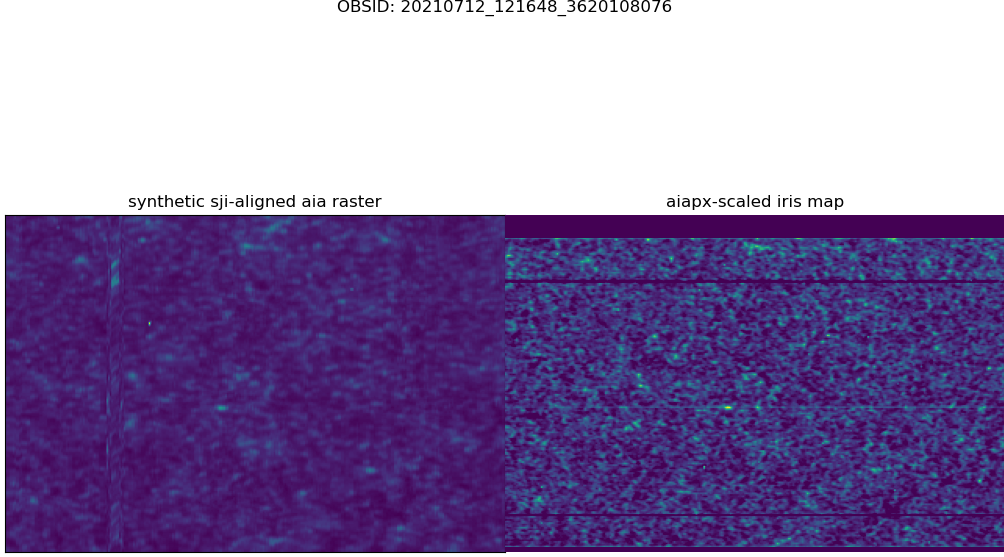 OBSID: 20210712_121648_3620108076
synthetic sji-aligned aia raster
aiapx-scaled iris map